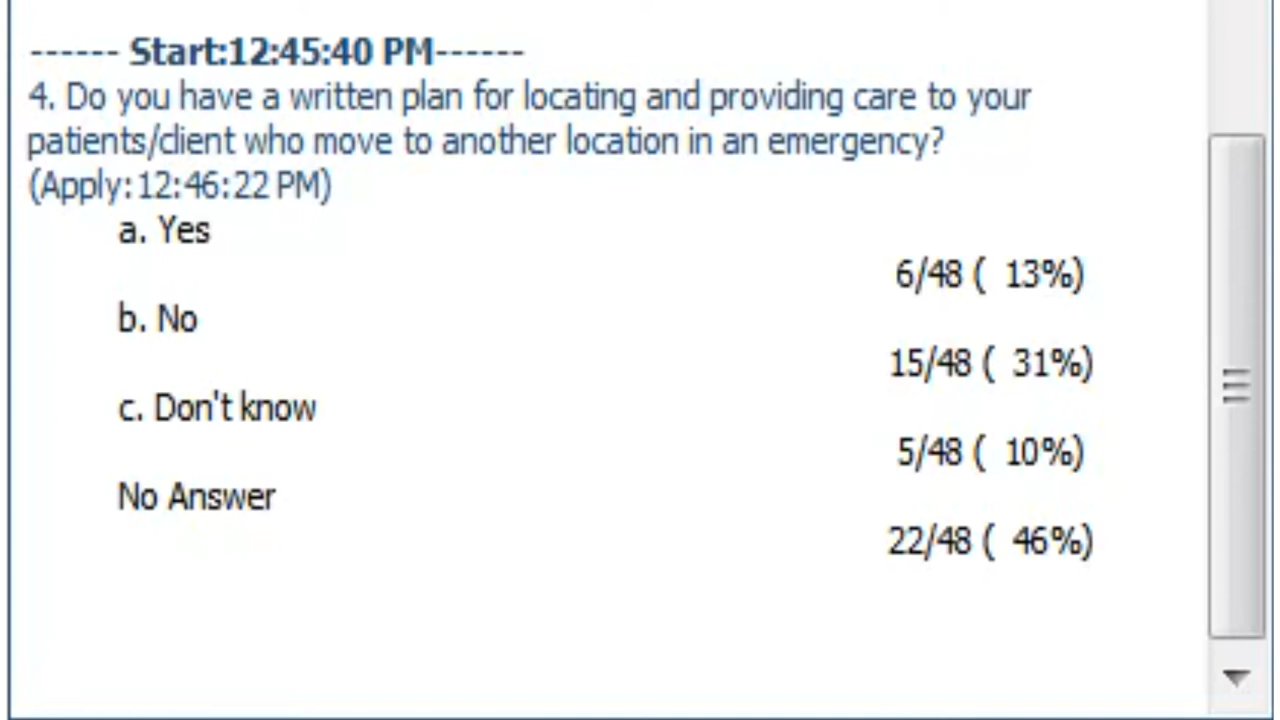 ------ Start:12:45:40 PM------
4. Do you have a written plan for locating and providing care to your
patients/client who move to another location in an emergency?
(Apply:12:46:22 PM)
a. Yes
6/48 ( 13%)
b. No
15/48 ( 31%)
c. Don't know
5/48 ( 10%)
No Answer
22/48 ( 46%)